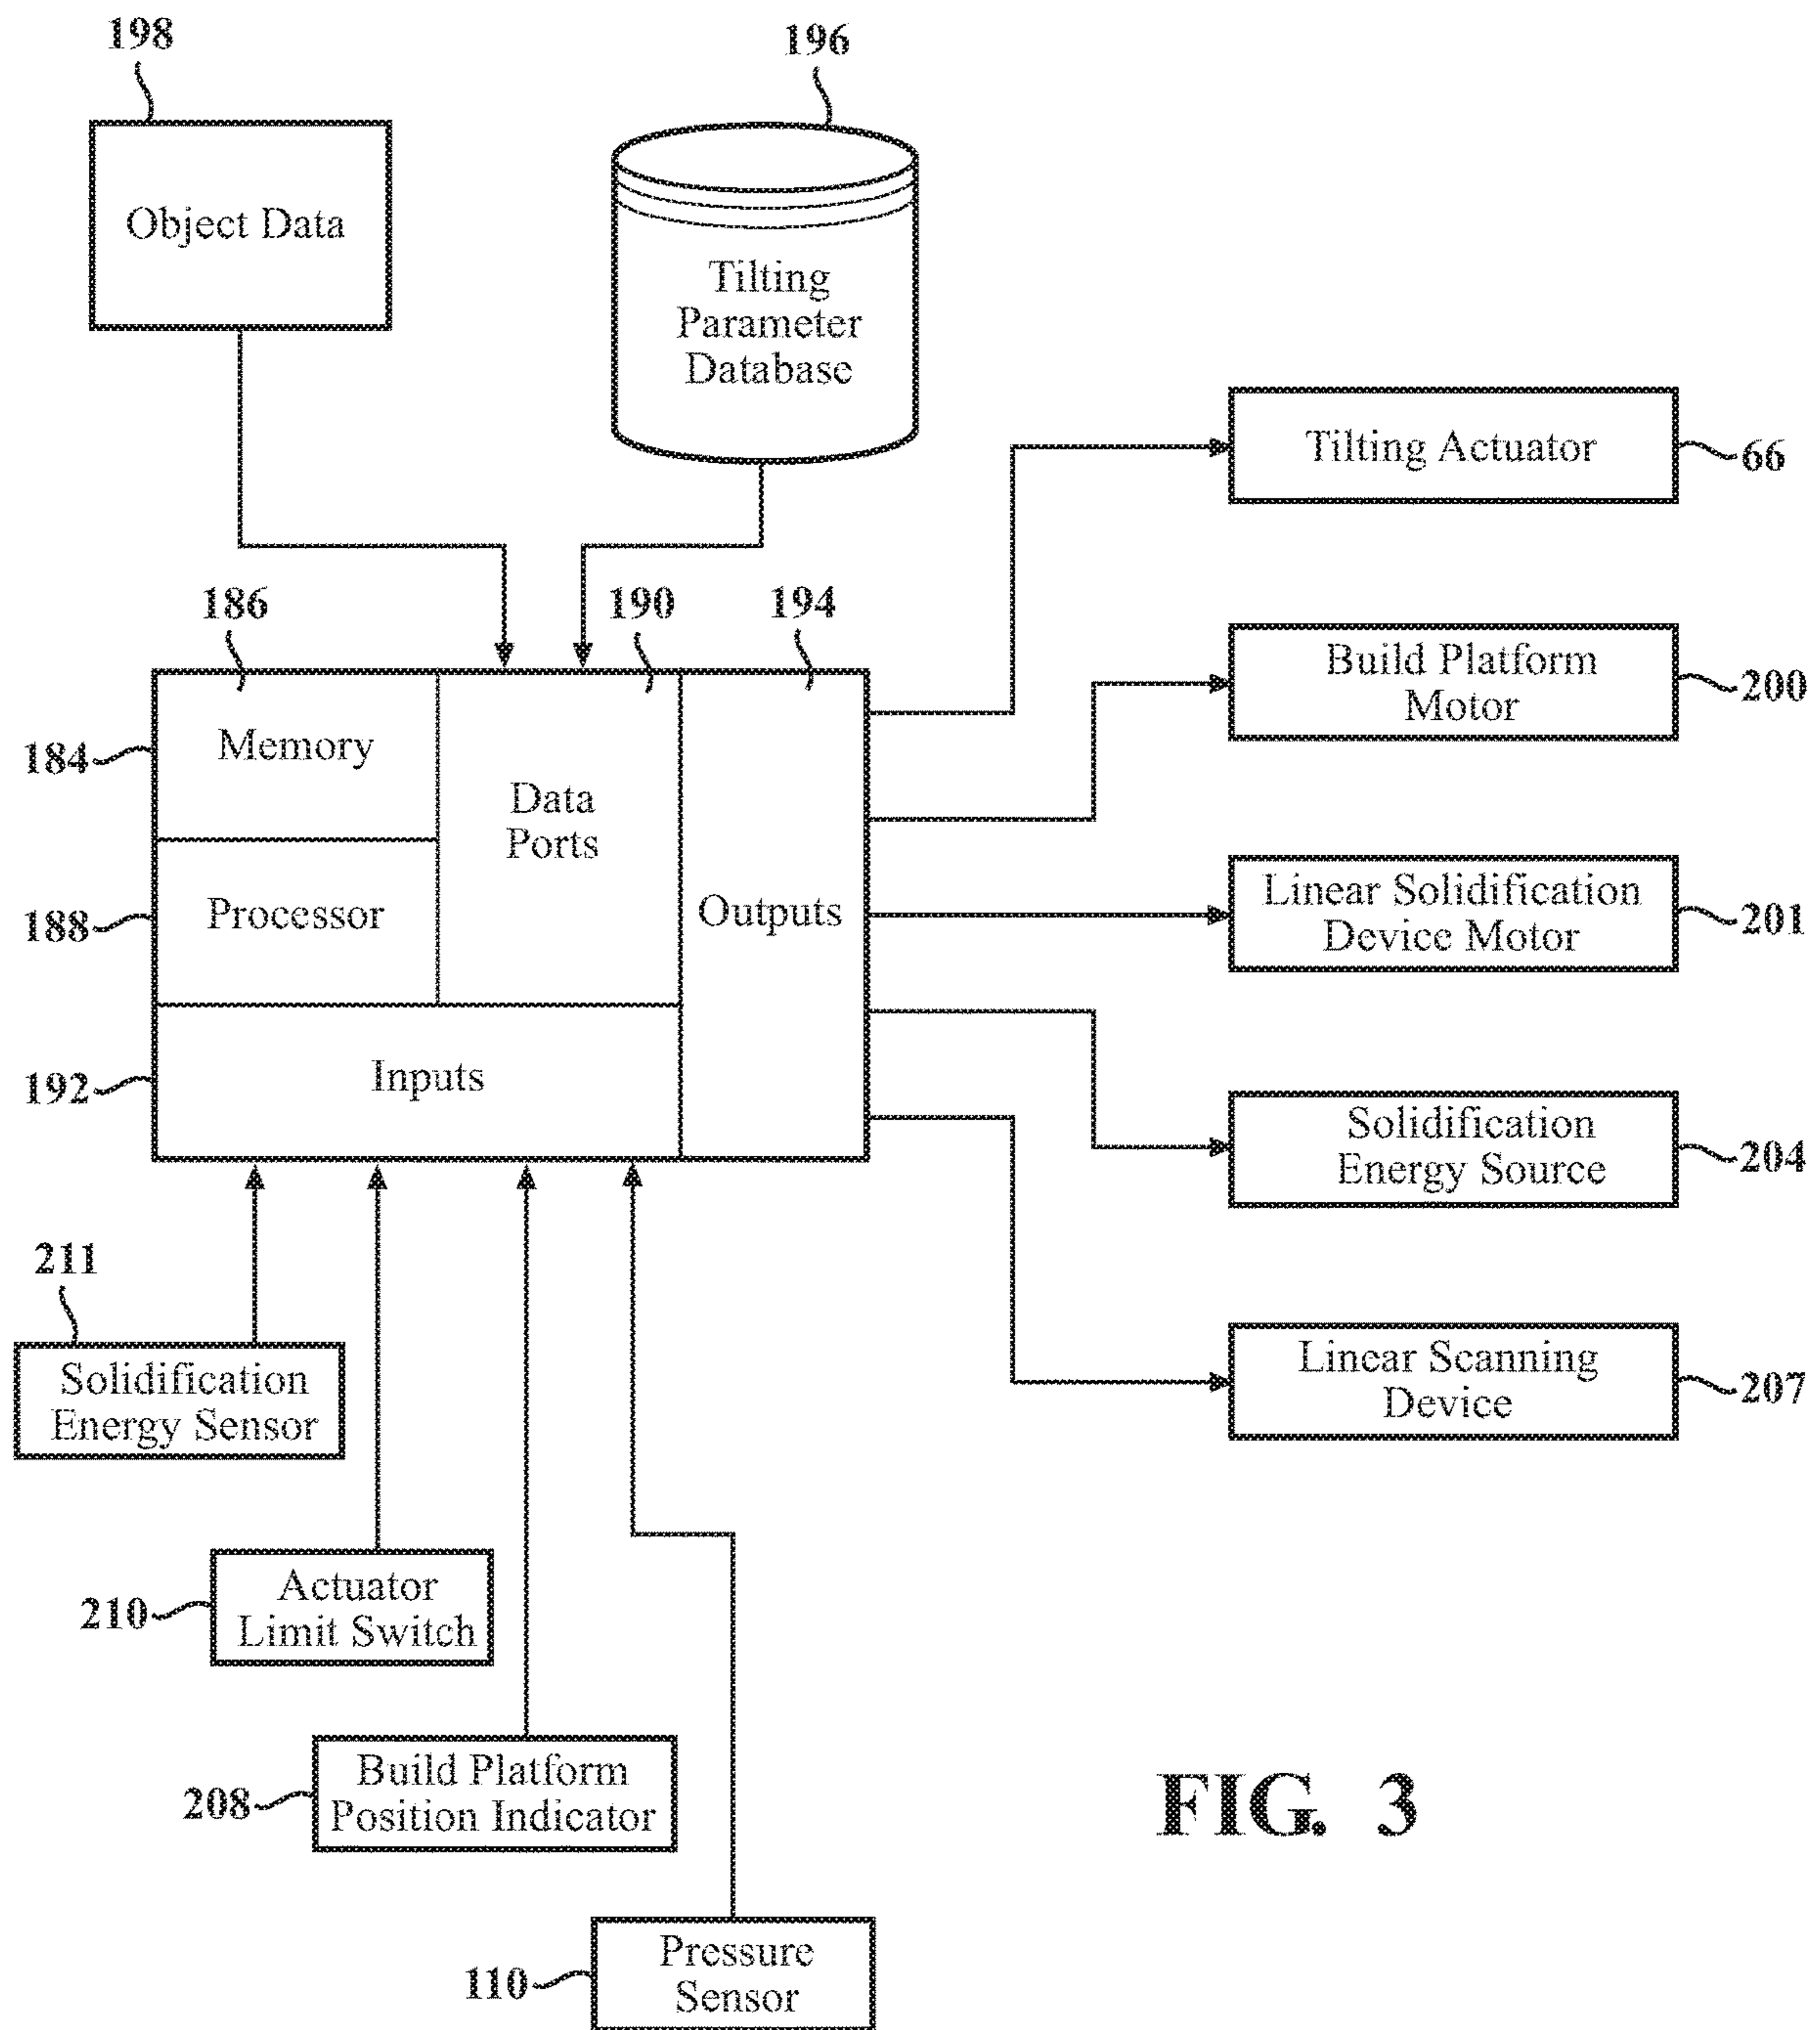 198
196
Object Data
Tilting
Parameter
Database
Tilting Actuator
66
186
190
194
Build Platform
Motor
200
184
Memory
Data
Ports
188
Processor
Outputs
Linear Solidification
Device Motor
201
192
Inputs
Solidification
Energy Source
204
211
Solidification
Energy Sensor
Linear Scanning
Device
207
210
Actuator
Limit Switch
208
Build Platform
Position Indicator
FIG. 3
110
Pressure
Sensor